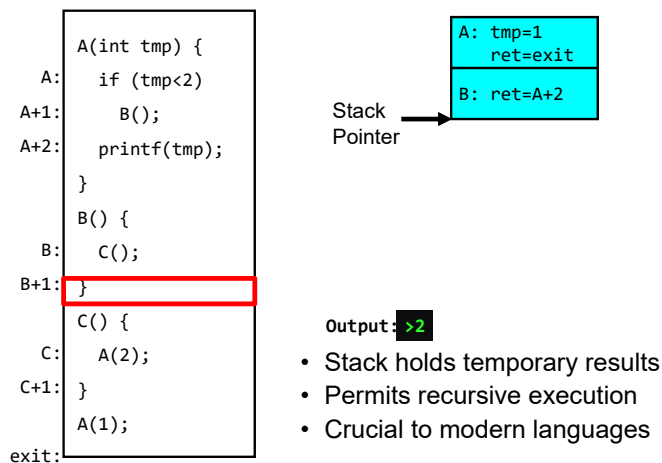 A(int tmp) {
A: if (tmp<2)
A+1: B();
A+2: printf(tmp);
}
B() {
B: C();
B+1: }
C() {
C: A(2);
C+1: }
A(1);
exit:
A: tmp=1
ret=exit
B: ret=A+2
Stack
Pointer
Output: >2
• Stack holds temporary results
• Permits recursive execution
• Crucial to modern languages